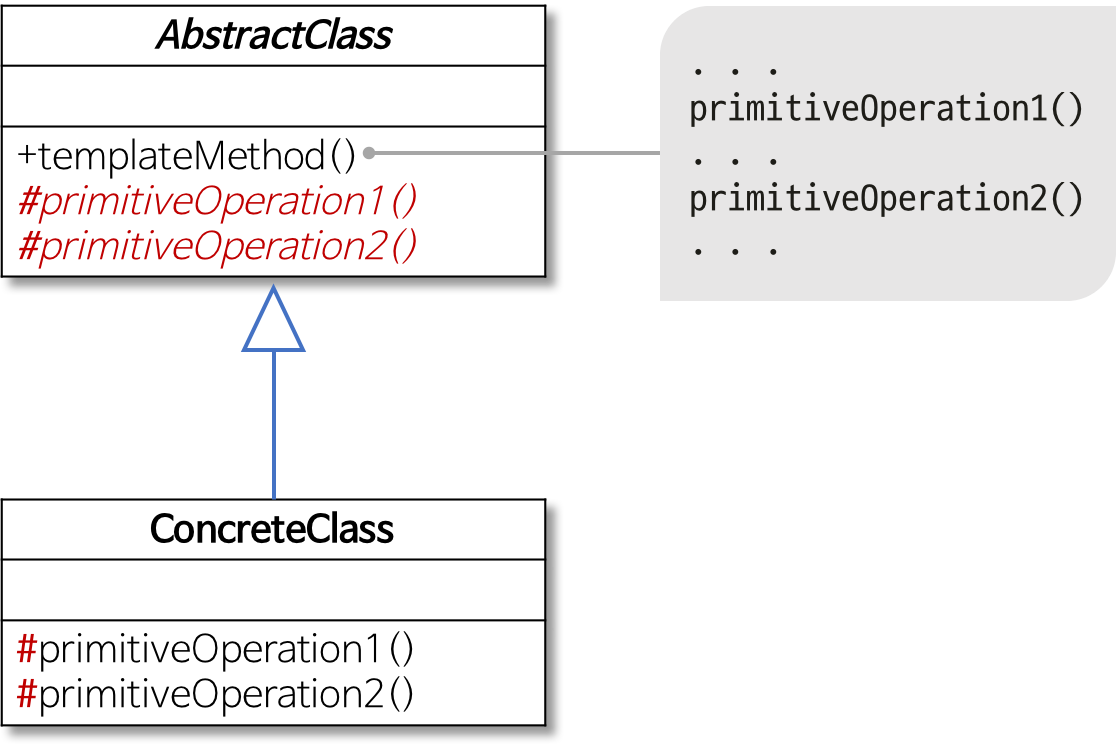 AbstractClass
+templateMethod()
#primitiveOperation1()
#primitiveOperation2()
. . .
primitiveOperation1()
. . .
primitiveOperation2()
. . .
ConcreteClass
#primitiveOperation1()
#primitiveOperation2()